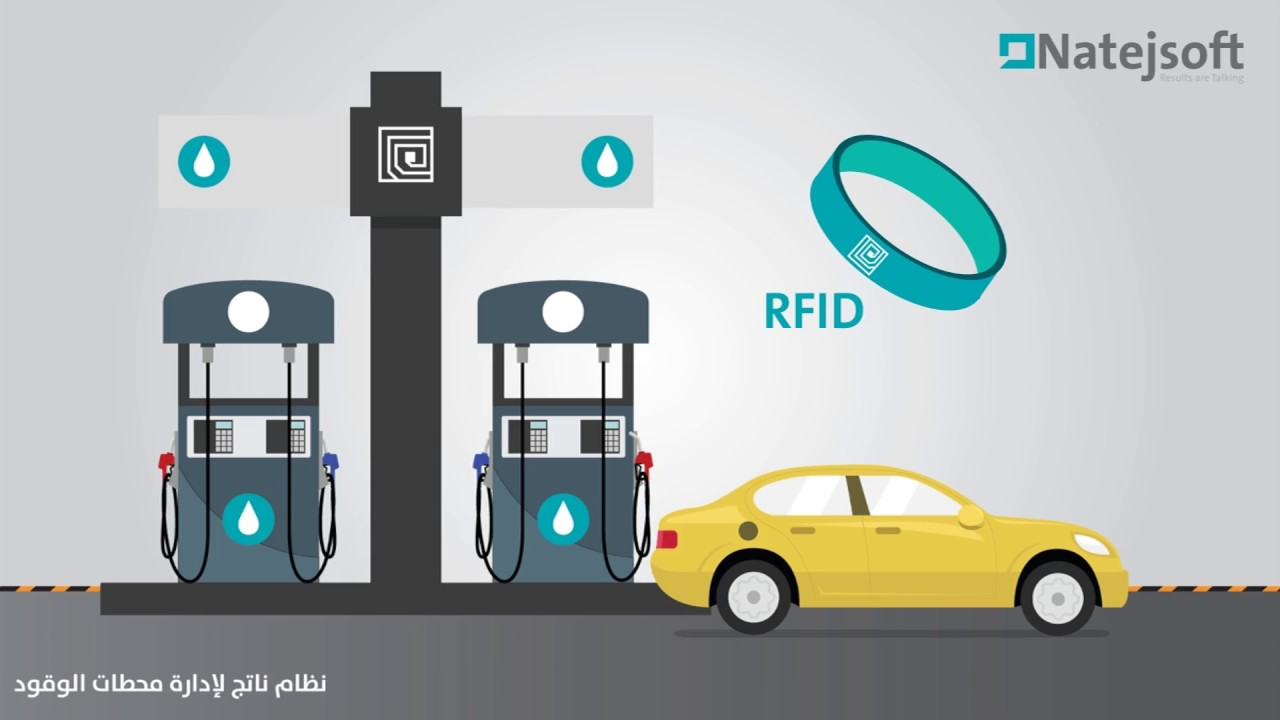 Natejsoft
Results are Talking
RFID
نظام ناتج لإدارة محطات الوقود